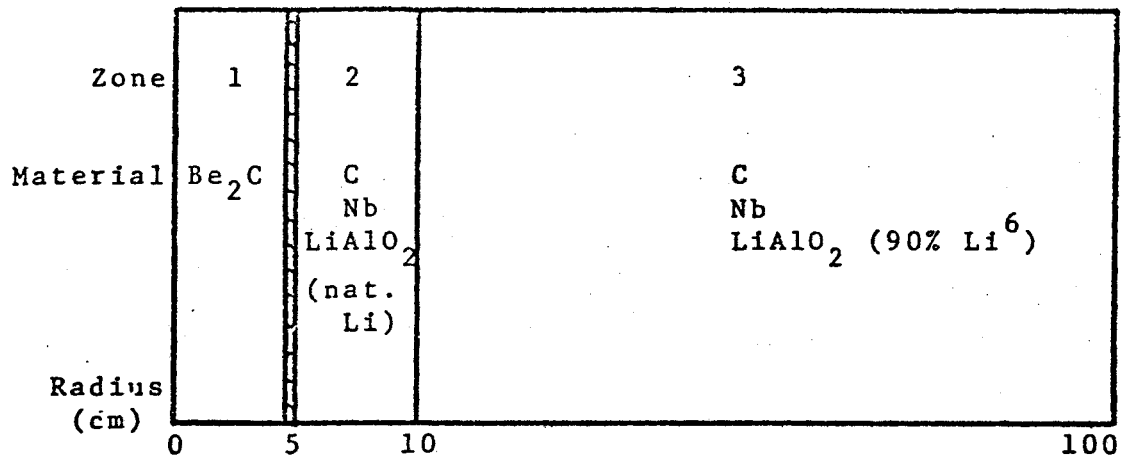 Zone 1 2 3
Material Be₂C C C
Nb Nb
LiAlO₂ LiAlO₂ (90% Li⁶)
(nat.
Li)
Radius
(cm)
0 5 10 100